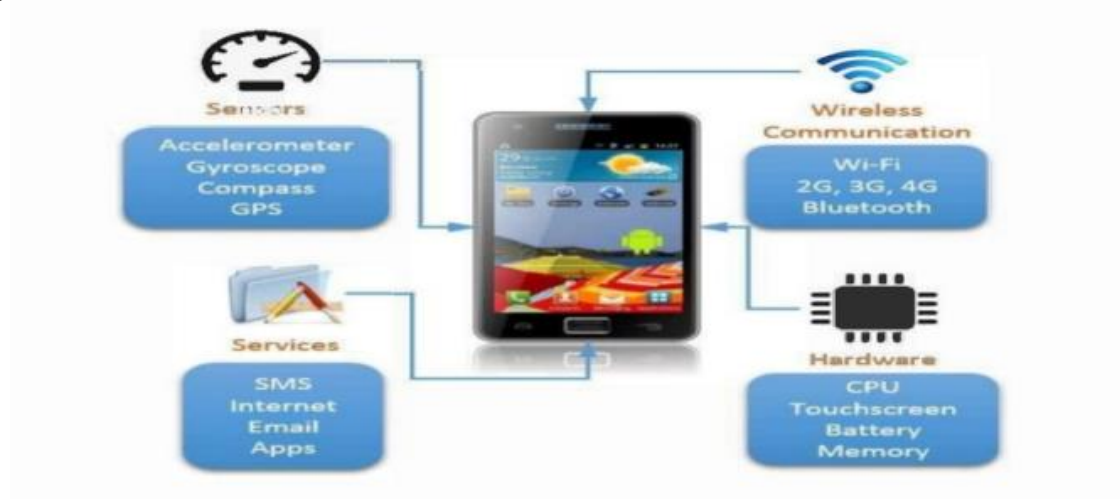 Sensors
Accelerometer
Gyroscope
Compass
GPS
Wireless
Communication
Wi-Fi
2G, 3G, 4G
Bluetooth
Services
SMS
Internet
Email
Apps
Hardware
CPU
Touchscreen
Battery
Memory